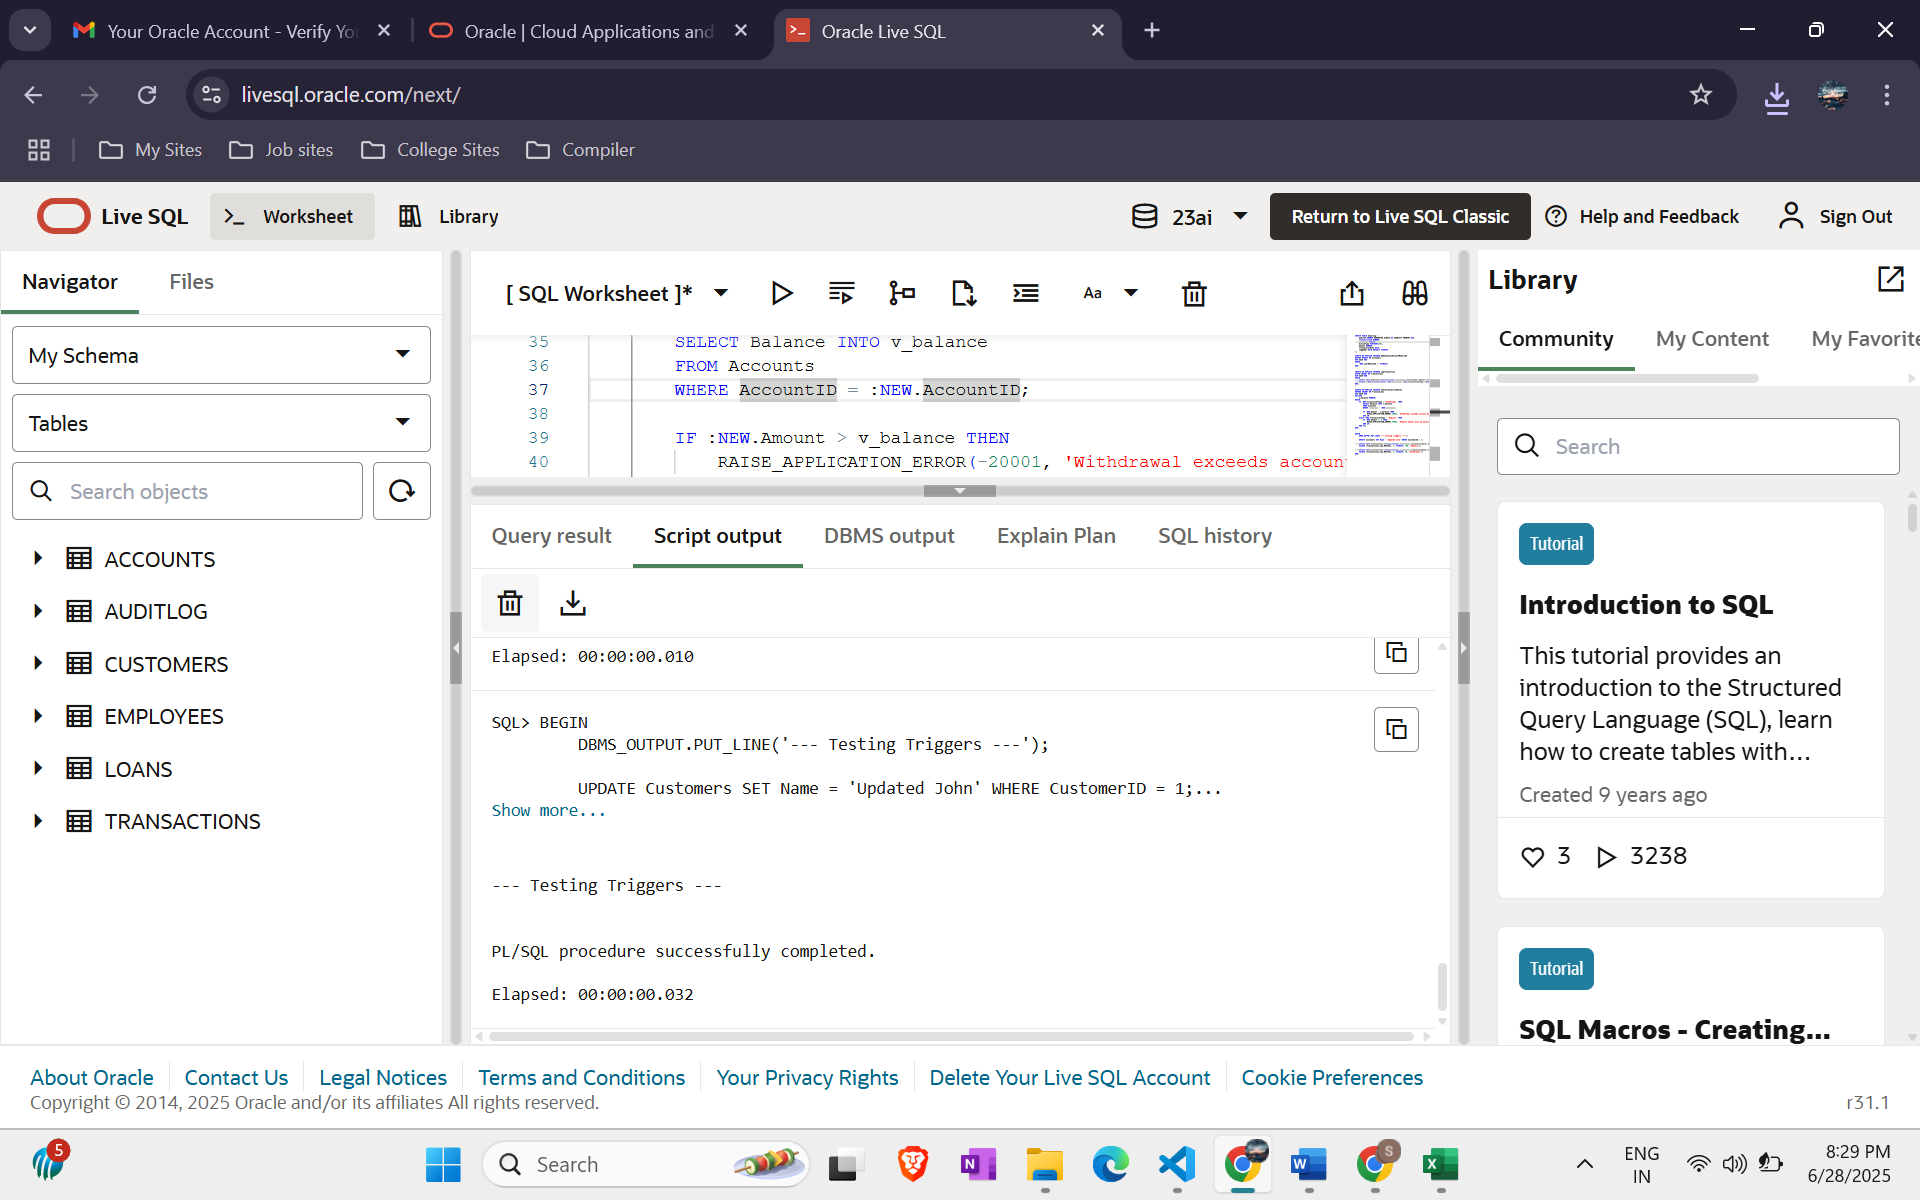 Your Oracle Account - Verify Yo
Oracle | Cloud Applications and
Oracle Live SQL
livesql.oracle.com/next/
My Sites
Job sites
College Sites
Compiler
Live SQL
Worksheet
Library
23ai
Return to Live SQL Classic
Help and Feedback
Sign Out
Navigator
Files
My Schema
Tables
Search objects
ACCOUNTS
AUDITLOG
CUSTOMERS
EMPLOYEES
LOANS
TRANSACTIONS
[ SQL Worksheet ]*
Aa
35 SELECT Balance INTO v_balance
36 FROM Accounts
37 WHERE AccountID = :NEW.AccountID;
38
39 IF :NEW.Amount > v_balance THEN
40 RAISE_APPLICATION_ERROR(-20001, 'Withdrawal exceeds accoun
Query result
Script output
DBMS output
Explain Plan
SQL history
Elapsed: 00:00:00.010
SQL> BEGIN
DBMS_OUTPUT.PUT_LINE('--- Testing Triggers ---');
UPDATE Customers SET Name = 'Updated John' WHERE CustomerID = 1;...
Show more...
--- Testing Triggers ---
PL/SQL procedure successfully completed.
Elapsed: 00:00:00.032
Library
Community
My Content
My Favorite
Search
Tutorial
Introduction to SQL
This tutorial provides an
introduction to the Structured
Query Language (SQL), learn
how to create tables with...
Created 9 years ago
3
3238
Tutorial
SQL Macros - Creating...
About Oracle
Contact Us
Legal Notices
Terms and Conditions
Your Privacy Rights
Delete Your Live SQL Account
Cookie Preferences
Copyright © 2014, 2025 Oracle and/or its affiliates All rights reserved.
r31.1
5
Search
N
W
S
X
ENG
IN
8:29 PM
6/28/2025